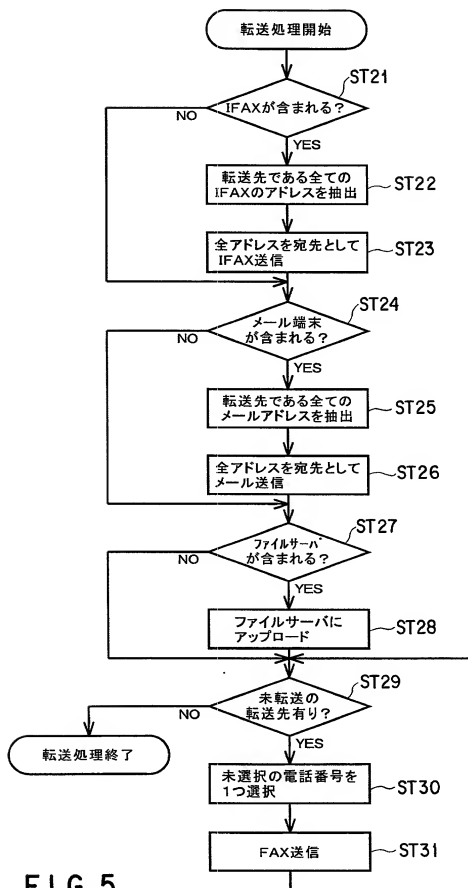 転送処理開始
ST21
IFAXが含まれる?
NO
YES
転送先である全ての
IFAXのアドレスを抽出
ST22
全アドレスを宛先として
IFAX送信
ST23
ST24
メール端末
が含まれる?
NO
YES
転送先である全ての
メールアドレスを抽出
ST25
全アドレスを宛先として
メール送信
ST26
ST27
ファイルサーバ
が含まれる?
NO
YES
ファイルサーバに
アップロード
ST28
ST29
未転送の
転送先有り?
NO
YES
転送処理終了
未選択の電話番号を
1つ選択
ST30
FAX送信
ST31
FIG.5